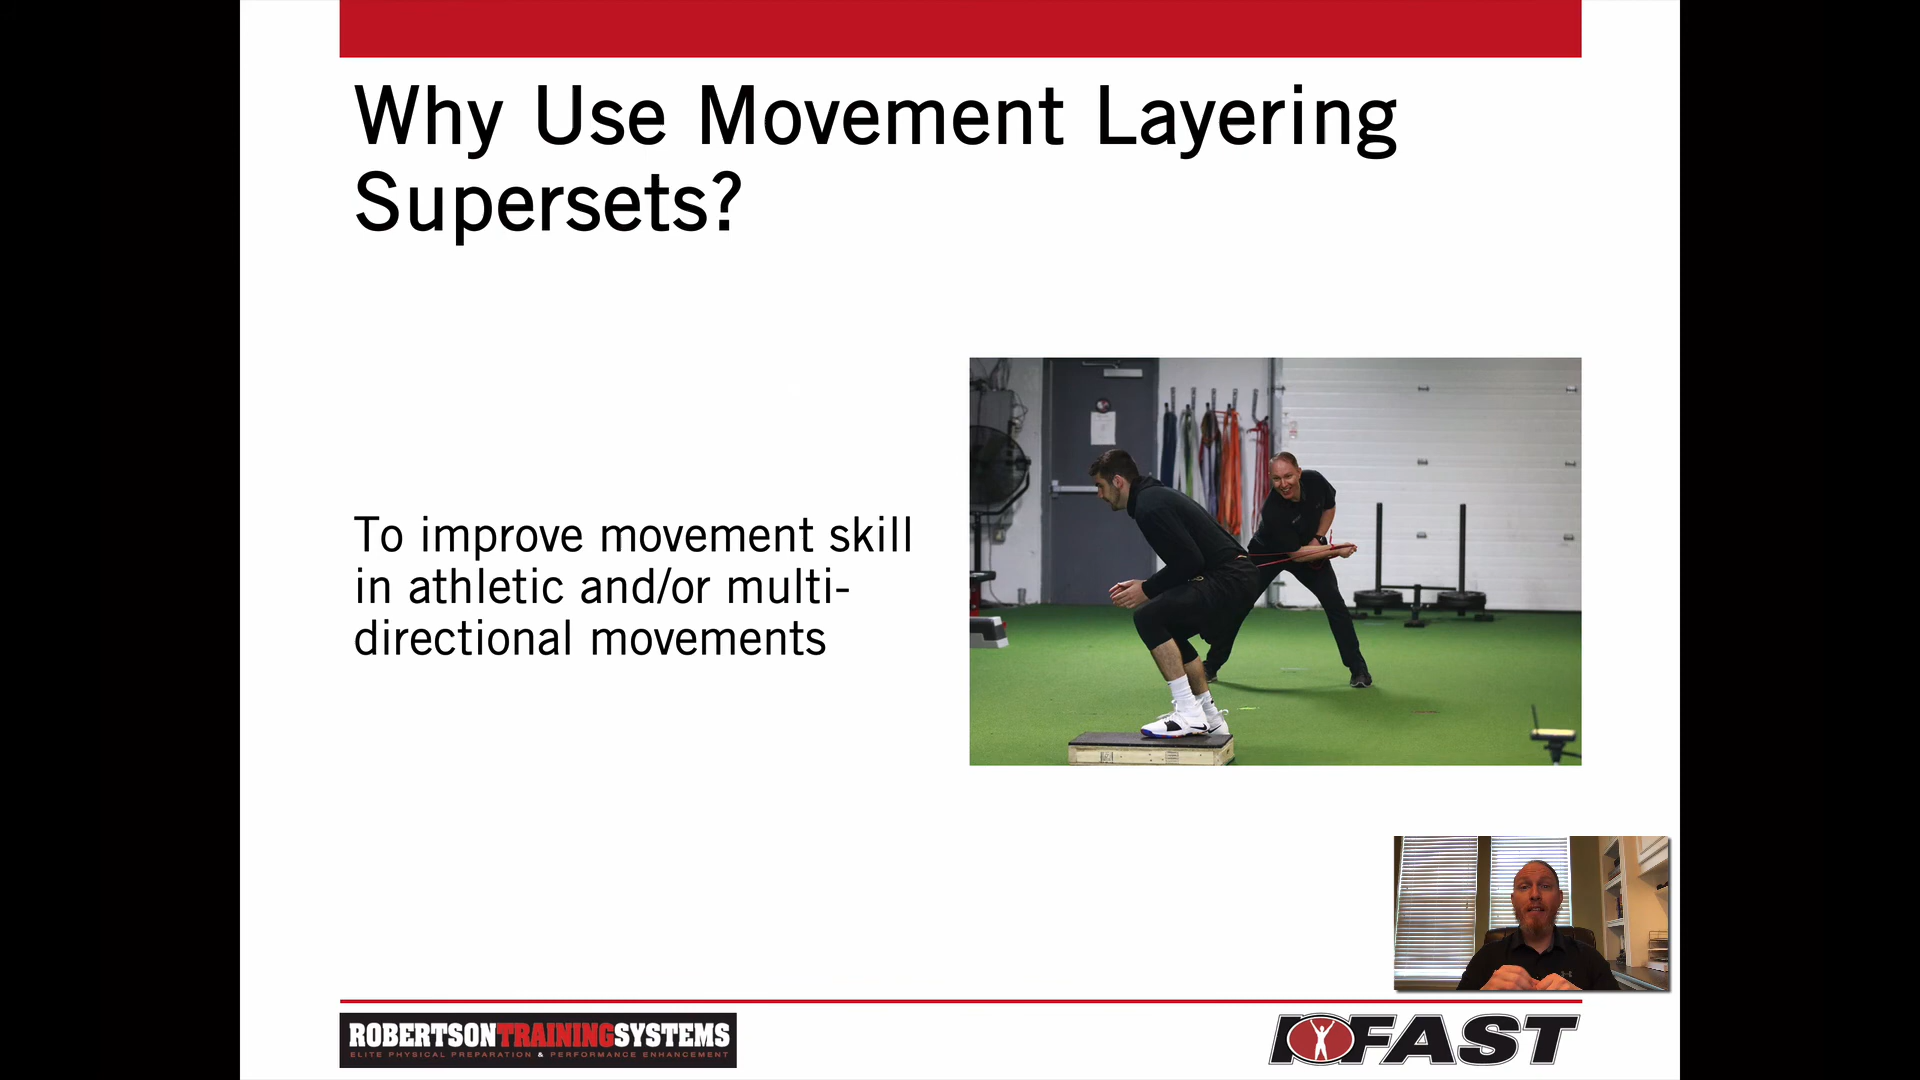 Why Use Movement Layering
Supersets?
To improve movement skill
in athletic and/or multi-
directional movements
ROBERTSONTRAININGSYSTEMS
ELITE PHYSICAL PREPARATION & PERFORMANCE ENHANCEMENT
IFAST